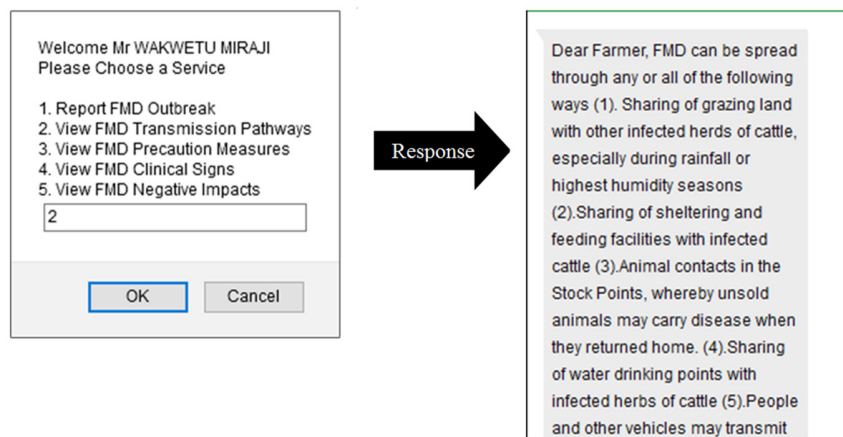 Welcome Mr WAKWETU MIRAJI
Please Choose a Service
1. Report FMD Outbreak
2. View FMD Transmission Pathways
3. View FMD Precaution Measures
4. View FMD Clinical Signs
5. View FMD Negative Impacts
2
OK
Cancel
Response
Dear Farmer, FMD can be spread
through any or all of the following
ways (1). Sharing of grazing land
with other infected herds of cattle,
especially during rainfall or
highest humidity seasons
(2).Sharing of sheltering and
feeding facilities with infected
cattle (3).Animal contacts in the
Stock Points, whereby unsold
animals may carry disease when
they returned home. (4).Sharing
of water drinking points with
infected herbs of cattle (5).People
and other vehicles may transmit